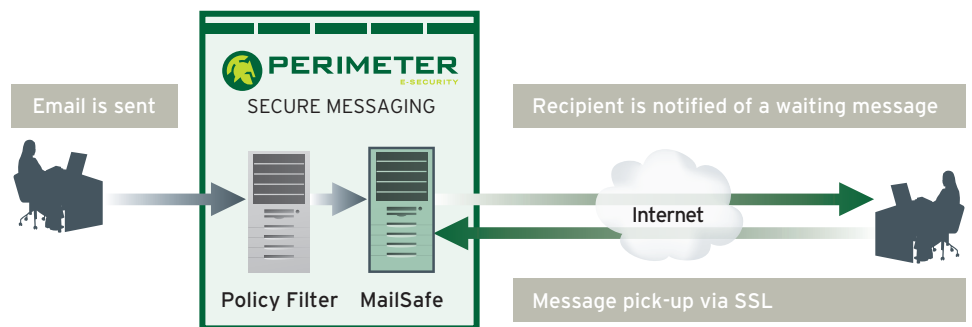 PERIMETER
E-SECURITY
SECURE MESSAGING
Email is sent
Recipient is notified of a waiting message
Internet
Policy Filter
MailSafe
Message pick-up via SSL